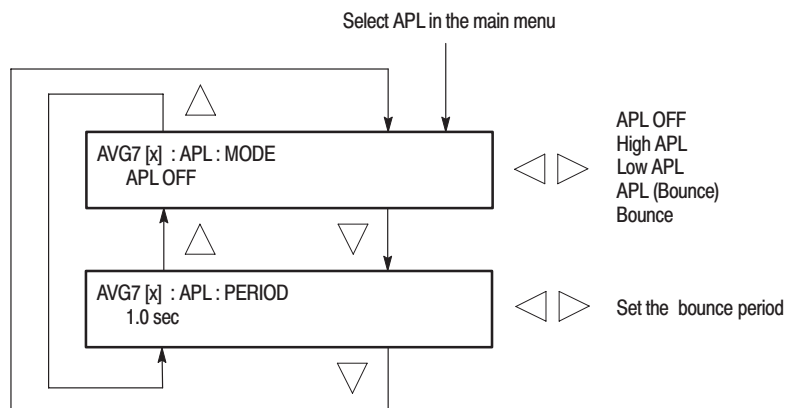 Select APL in the main menu
AVG7 [x] : APL : MODE
APL OFF
APL OFF
High APL
Low APL
APL (Bounce)
Bounce
AVG7 [x] : APL : PERIOD
1.0 sec
Set the bounce period